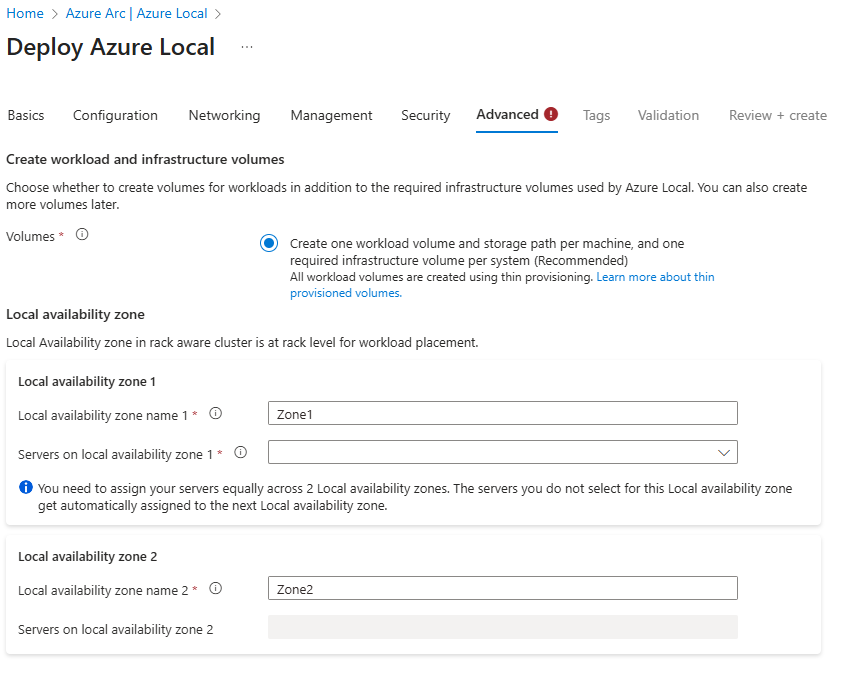 Home > Azure Arc | Azure Local >
Deploy Azure Local ...
Basics Configuration Networking Management Security Advanced ! Tags Validation Review + create
Create workload and infrastructure volumes
Choose whether to create volumes for workloads in addition to the required infrastructure volumes used by Azure Local. You can also create
more volumes later.
Volumes *
Create one workload volume and storage path per machine, and one
required infrastructure volume per system (Recommended)
All workload volumes are created using thin provisioning. Learn more about thin
provisioned volumes.
Local availability zone
Local Availability zone in rack aware cluster is at rack level for workload placement.
Local availability zone 1
Local availability zone name 1 * Zone1
Servers on local availability zone 1 *
You need to assign your servers equally across 2 Local availability zones. The servers you do not select for this Local availability zone
get automatically assigned to the next Local availability zone.
Local availability zone 2
Local availability zone name 2 * Zone2
Servers on local availability zone 2